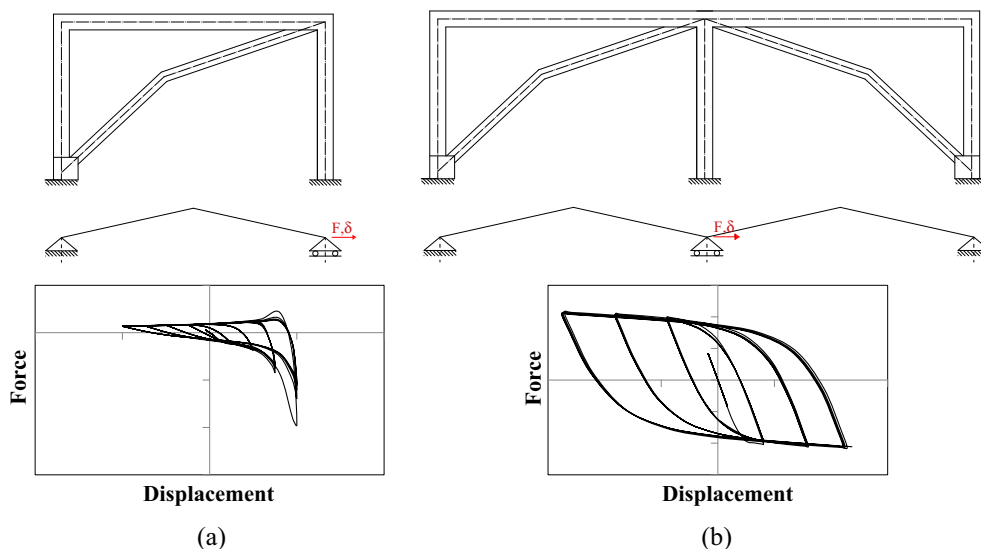 F,δ
F,δ
Force
Force
Displacement
Displacement
(a)
(b)